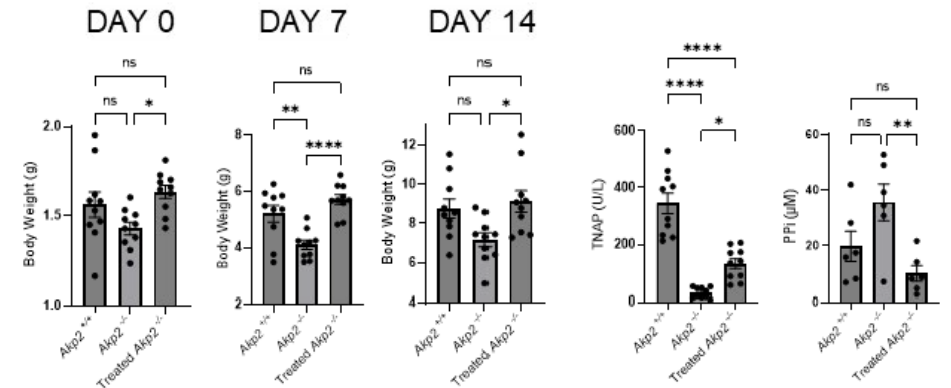 DAY 0
DAY 7
DAY 14
ns
ns
*
Body Weight (g)
2.0
1.5
1.0
Akp2 +/+
Akp2 -/-
Treated Akp2 -/-
ns
**
****
Body Weight (g)
8
6
4
2
Akp2 +/+
Akp2 -/-
Treated Akp2 -/-
ns
ns
*
Body Weight (g)
12
10
8
6
4
Akp2 +/+
Akp2 -/-
Treated Akp2 -/-
****
****
*
TNAP (U/L)
600
400
200
0
Akp2 +/+
Akp2 -/-
Treated Akp2 -/-
ns
ns
**
PPi (µM)
60
40
20
0
Akp2 +/+
Akp2 -/-
Treated Akp2 -/-